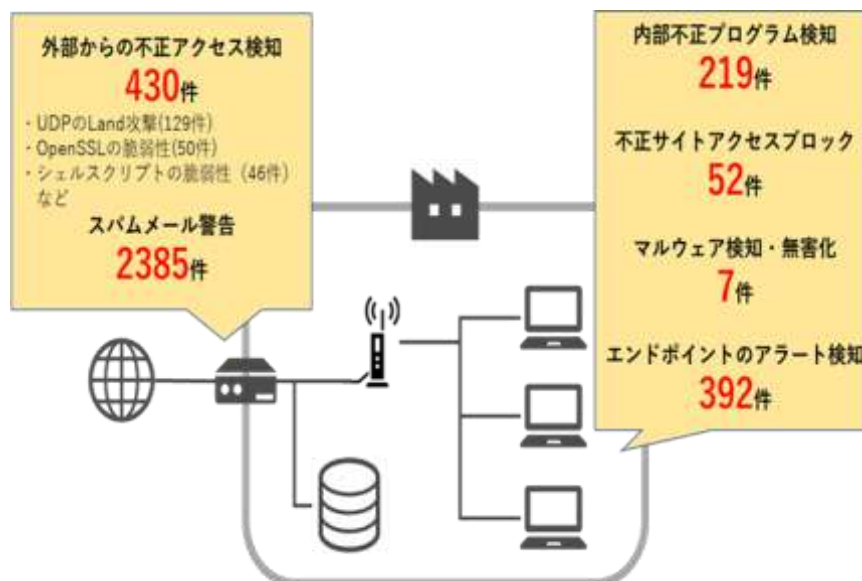 外部からの不正アクセス検知
430件
・UDPのLand攻撃(129件)
・OpenSSLの脆弱性(50件)
・シェルスクリプトの脆弱性（46件）
など
スパムメール警告
2385件
内部不正プログラム検知
219件
不正サイトアクセスブロック
52件
マルウェア検知・無害化
7件
エンドポイントのアラート検知
392件